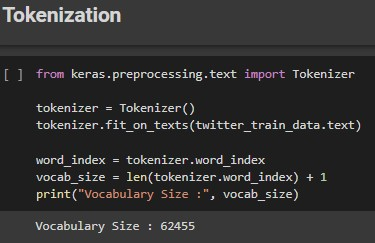 Tokenization
[ ] from keras.preprocessing.text import Tokenizer
tokenizer = Tokenizer()
tokenizer.fit_on_texts(twitter_train_data.text)
word_index = tokenizer.word_index
vocab_size = len(tokenizer.word_index) + 1
print("Vocabulary Size :", vocab_size)
Vocabulary Size : 62455